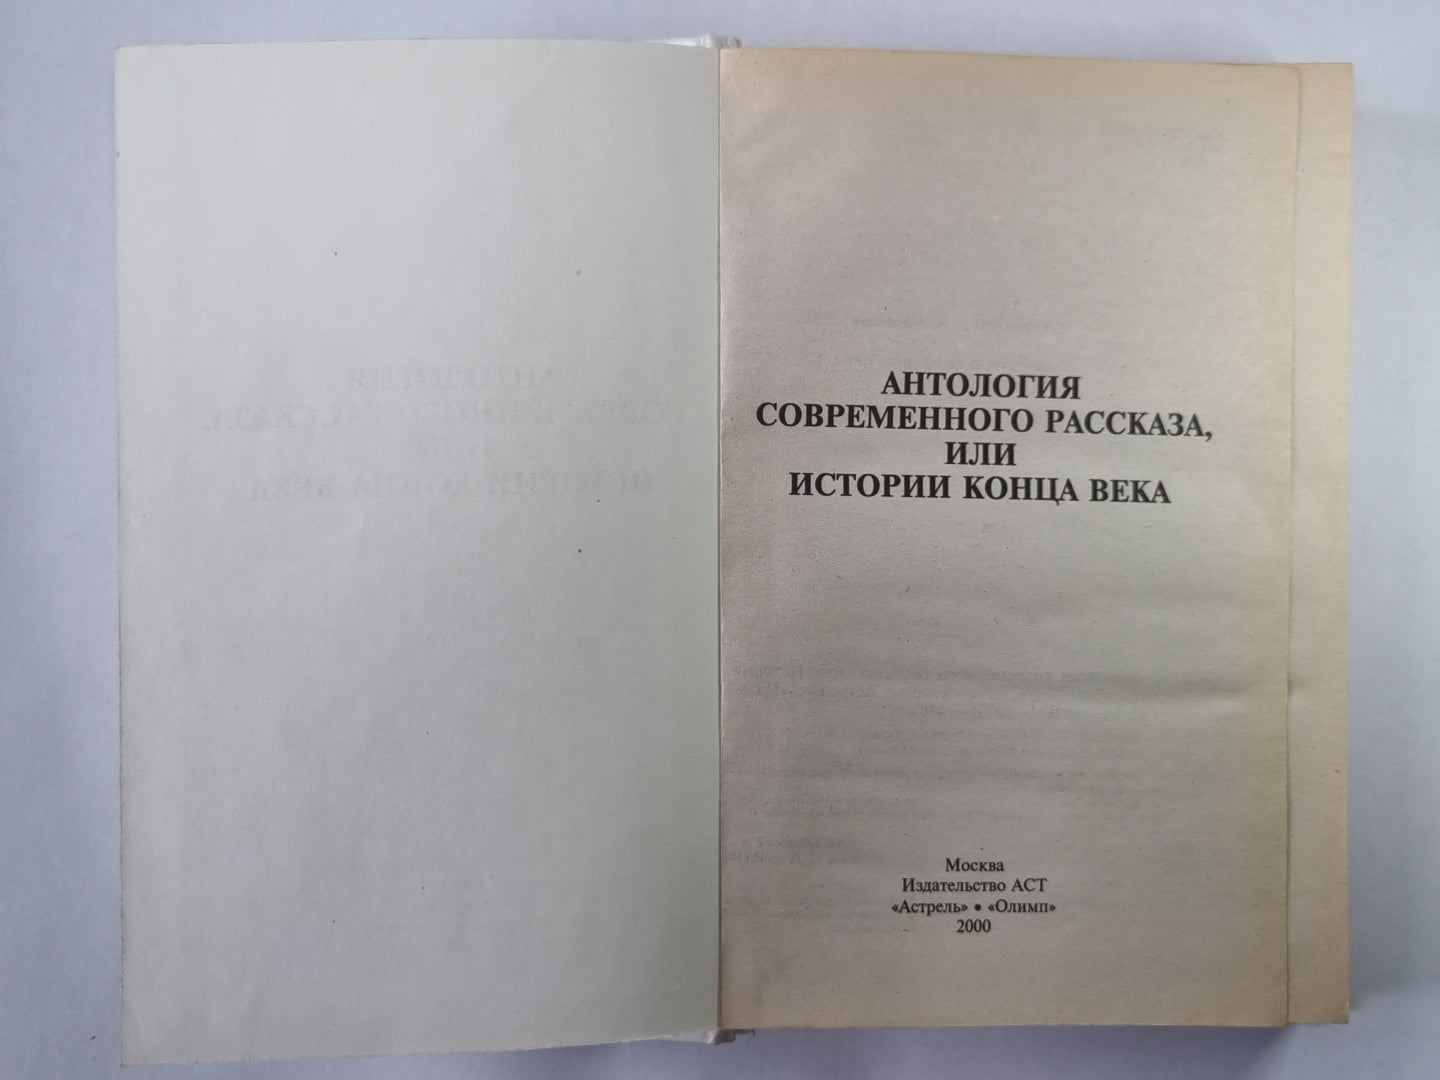 АНТОЛОГИЯ
СОВРЕМЕННОГО РАССКАЗА,
ИЛИ
ИСТОРИИ КОНЦА ВЕКА
Москва
Издательство АСТ
«Астрель» • «Олимп»
2000